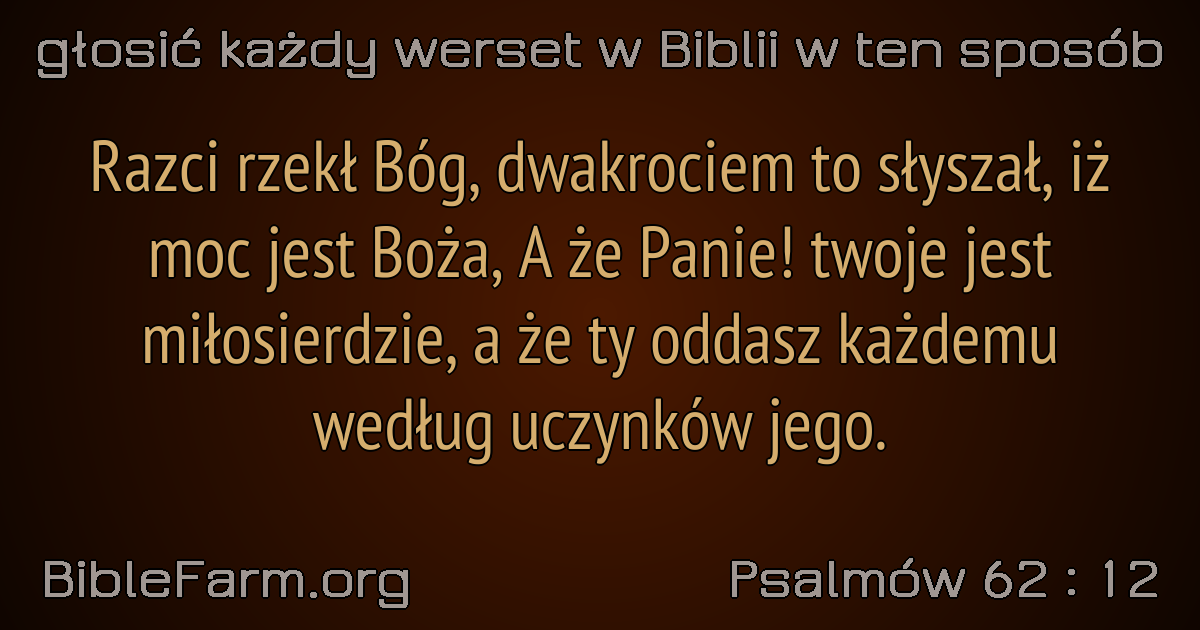 głosić każdy werset w Biblii w ten sposób
Razci rzekł Bóg, dwakrociem to słyszał, iż
moc jest Boża, A że Panie! twoje jest
miłosierdzie, a że ty oddasz każdemu
według uczynków jego.
BibleFarm.org
Psalmów 62 : 12